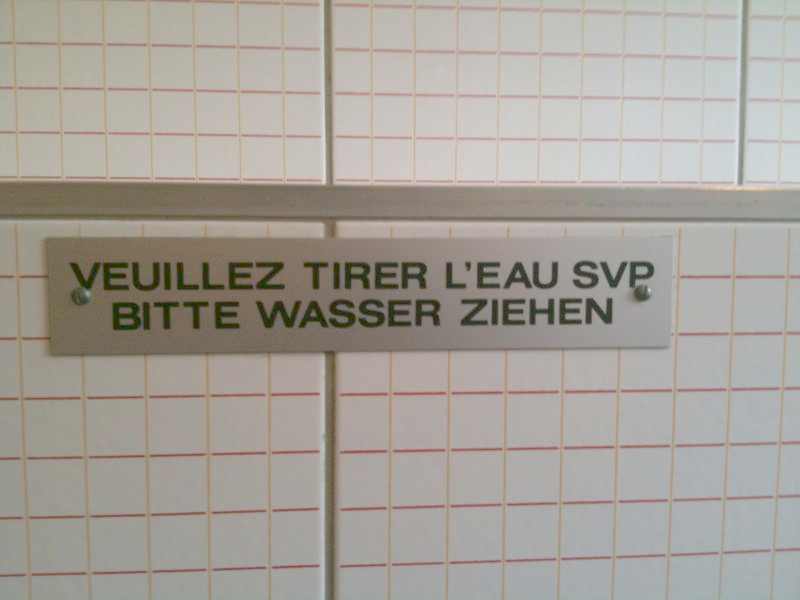 VEUILLEZ TIRER L'EAU SVP
BITTE WASSER ZIEHEN